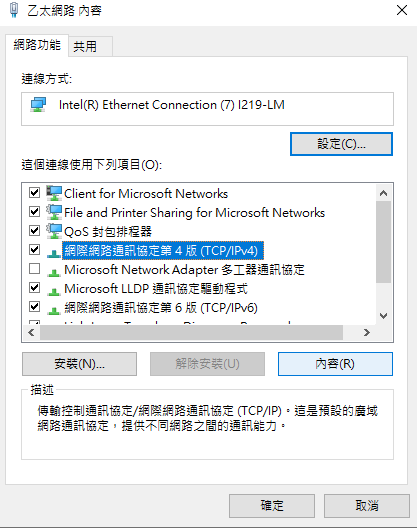 乙太網路 內容
網路功能 共用
連線方式:
Intel(R) Ethernet Connection (7) I219-LM
設定(C)...
這個連線使用下列項目(O):
Client for Microsoft Networks
File and Printer Sharing for Microsoft Networks
QoS 封包排程器
網際網路通訊協定第 4 版 (TCP/IPv4)
Microsoft Network Adapter 多工器通訊協定
Microsoft LLDP 通訊協定驅動程式
網際網路通訊協定第 6 版 (TCP/IPv6)
安裝(N)... 解除安裝(U) 內容(R)
描述
傳輸控制通訊協定/網際網路通訊協定 (TCP/IP)。這是預設的廣域
網路通訊協定，提供不同網路之間的通訊能力。
確定 取消